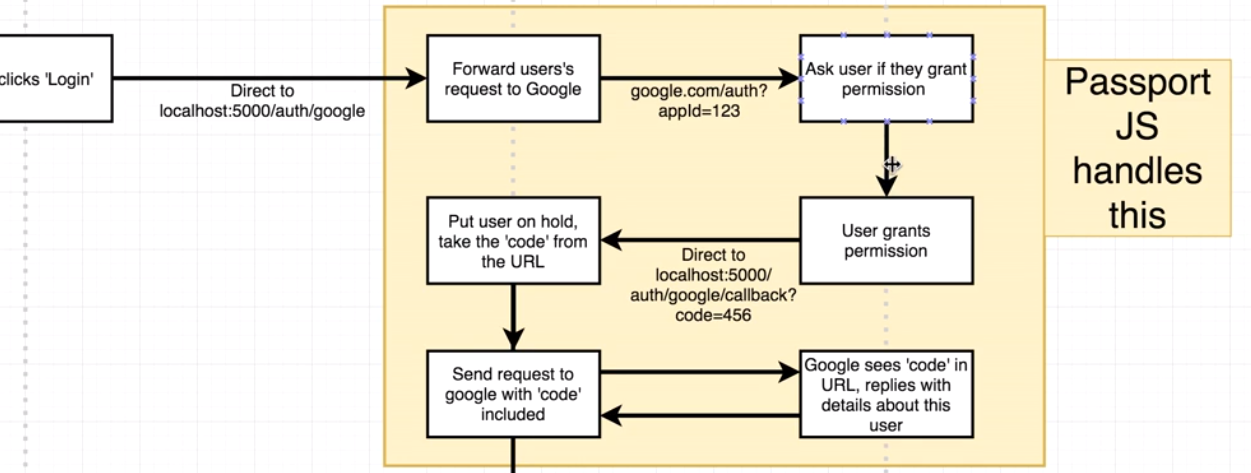 clicks 'Login'
Direct to
localhost:5000/auth/google
Forward users's
request to Google
google.com/auth?
appId=123
Ask user if they grant
permission
Passport
JS
handles
this
User grants
permission
Direct to
localhost:5000/
auth/google/callback?
code=456
Put user on hold,
take the 'code' from
the URL
Send request to
google with 'code'
included
Google sees 'code' in
URL, replies with
details about this
user